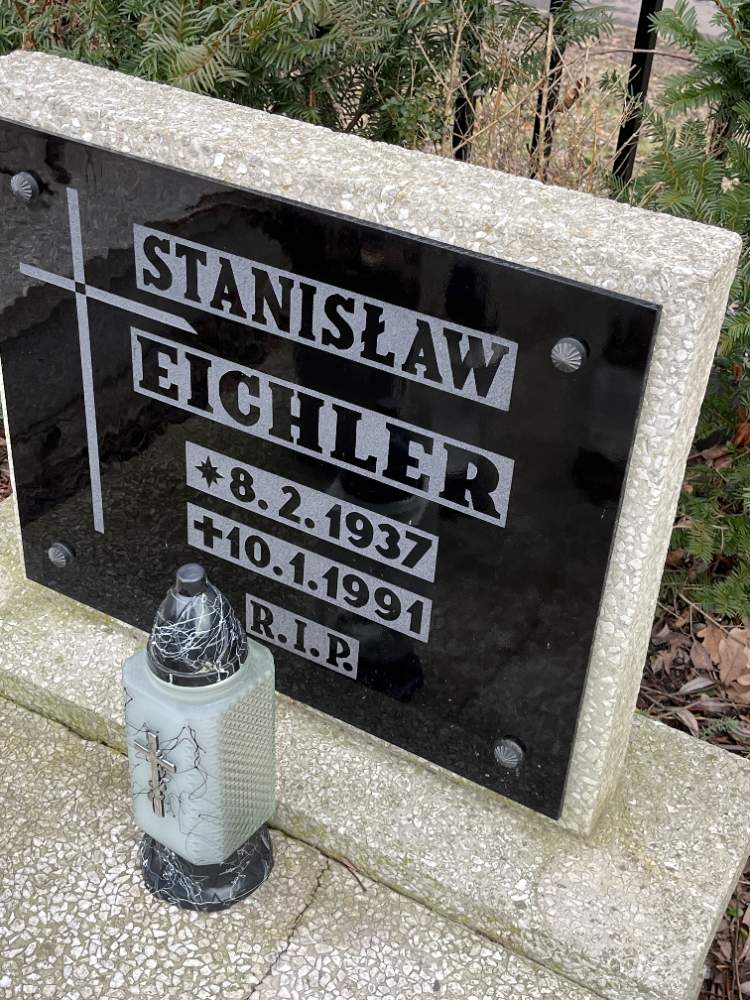 STANISŁAW
EICHLER
*8.2.1937
+10.1.1991
R.I.P.